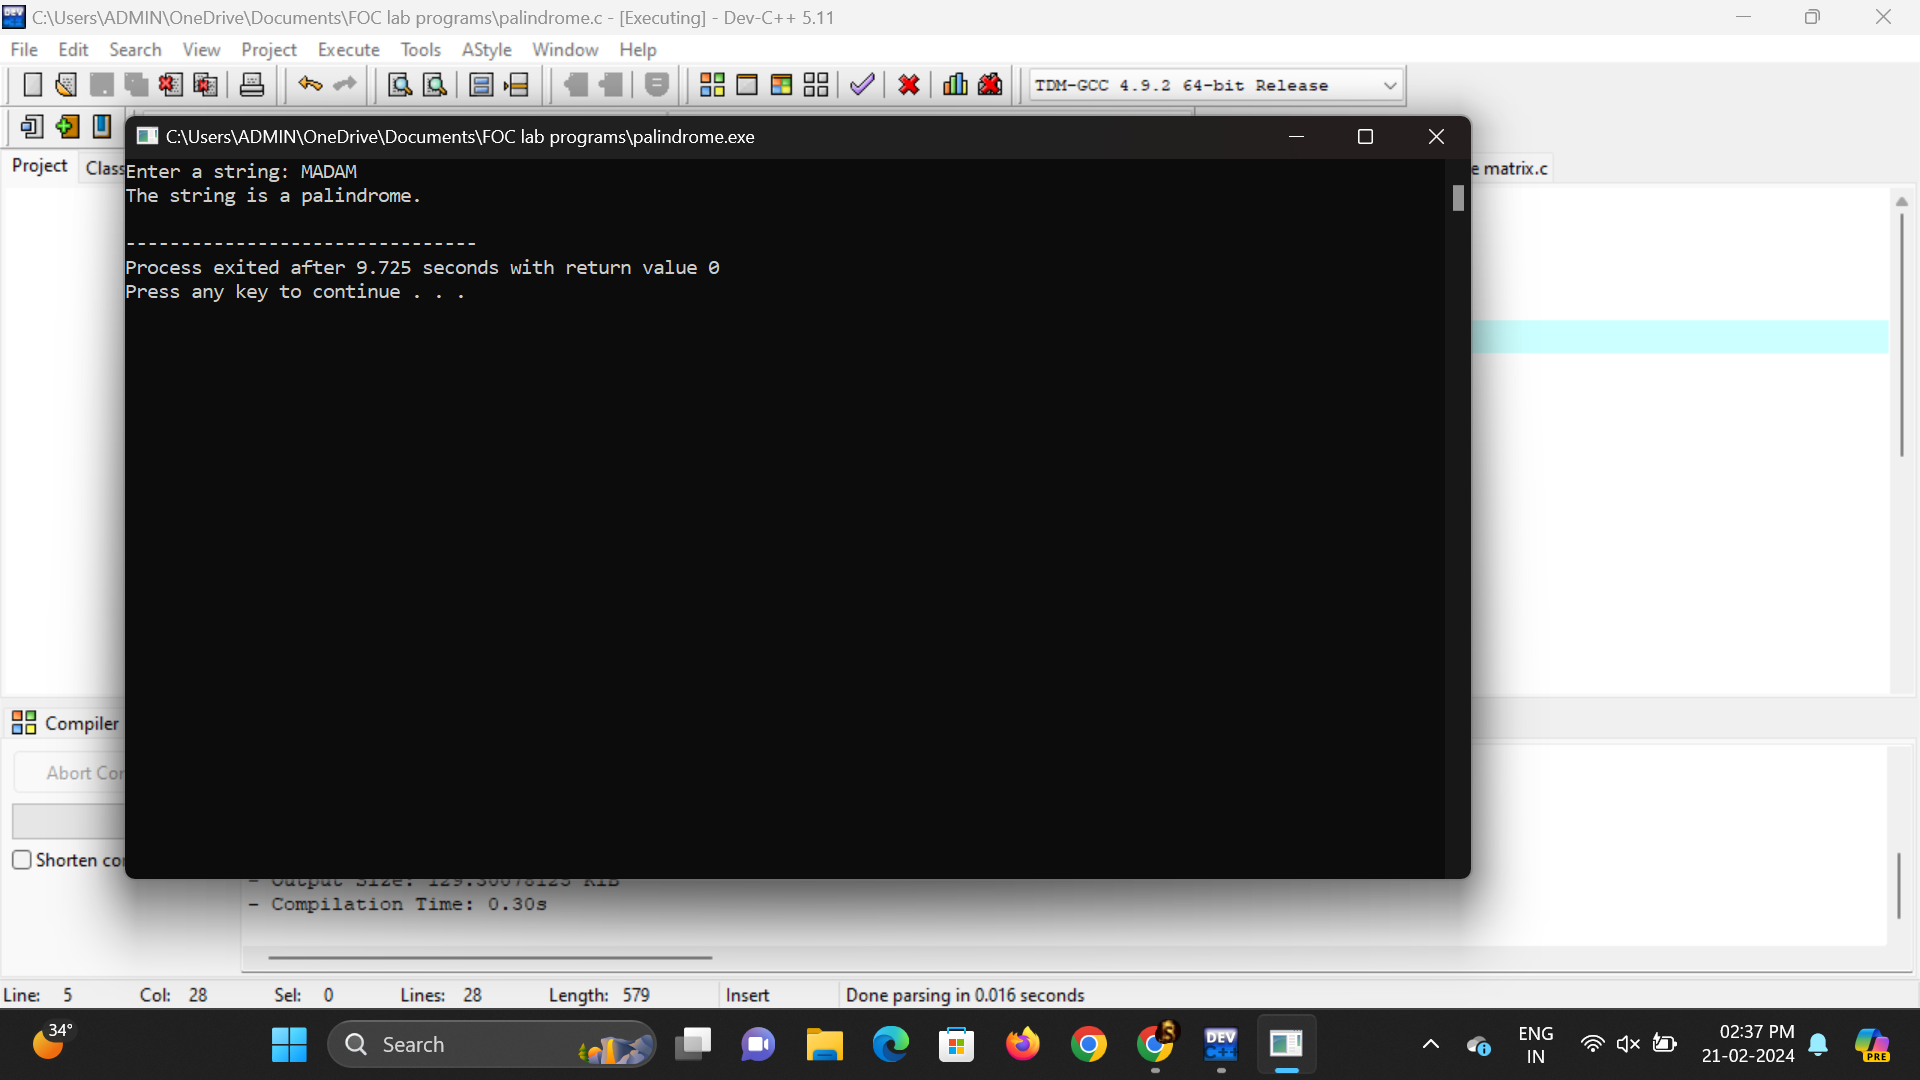 C:\Users\ADMIN\OneDrive\Documents\FOC lab programs\palindrome.c - [Executing] - Dev-C++ 5.11
File Edit Search View Project Execute Tools AStyle Window Help
TDM-GCC 4.9.2 64-bit Release
C:\Users\ADMIN\OneDrive\Documents\FOC lab programs\palindrome.exe
Project Class
matrix.c
Enter a string: MADAM
The string is a palindrome.
--------------------------------
Process exited after 9.725 seconds with return value 0
Press any key to continue . . .
Compiler
Abort
Shorten
- Output Size: 129.30078125 KiB
- Compilation Time: 0.30s
Line: 5 Col: 28 Sel: 0 Lines: 28 Length: 579 Insert Done parsing in 0.016 seconds
34°
Search
DEV C++
ENG
IN
02:37 PM
21-02-2024
PRE